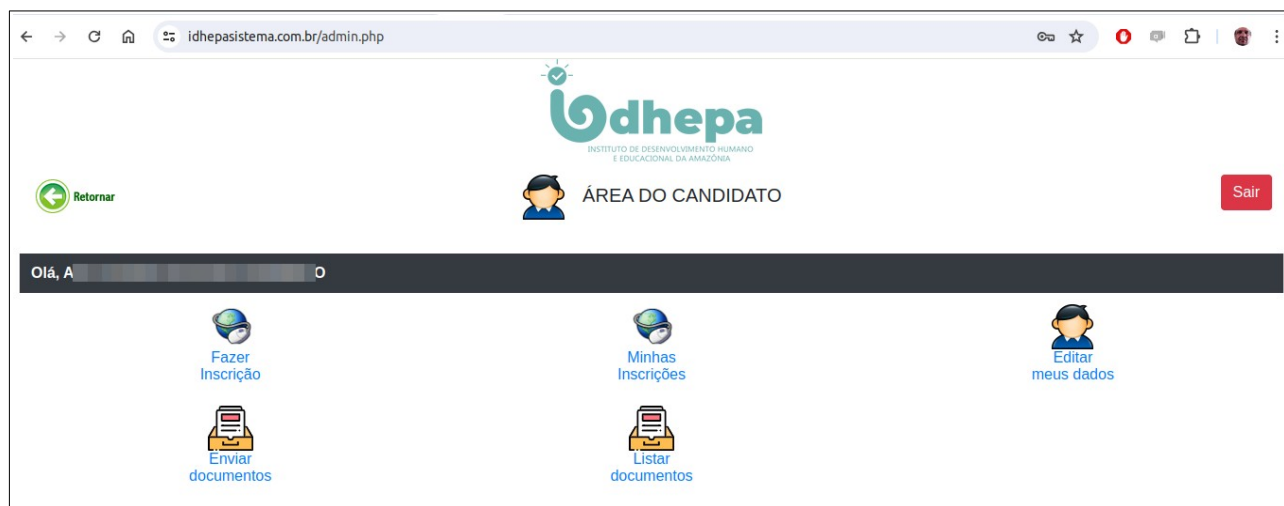 idhepasistema.com.br/admin.php
idhepa
INSTITUTO DE DESENVOLVIMENTO HUMANO
E EDUCACIONAL DA AMAZÔNIA
Retornar
ÁREA DO CANDIDATO
Sair
Olá, A O
Fazer
Inscrição
Minhas
Inscrições
Editar
meus dados
Enviar
documentos
Listar
documentos